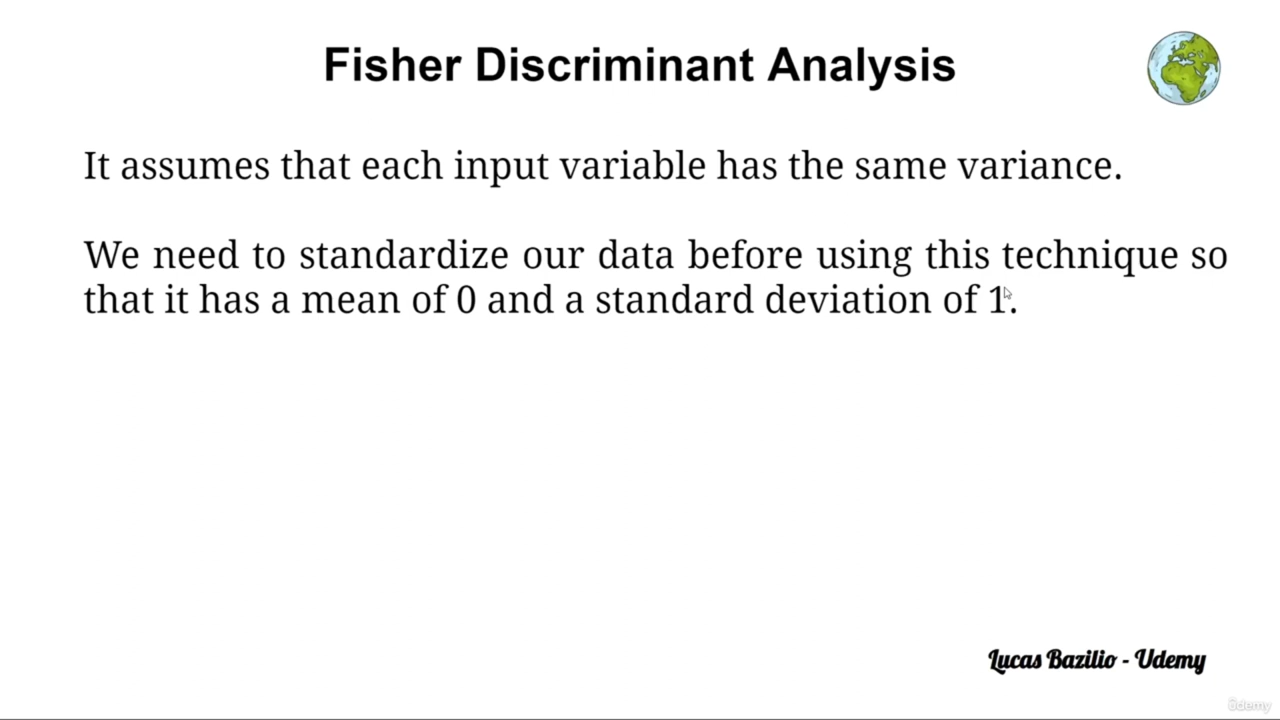 Fisher Discriminant Analysis
It assumes that each input variable has the same variance.
We need to standardize our data before using this technique so
that it has a mean of 0 and a standard deviation of 1.
Lucas Bazilio - Udemy
ûdemy